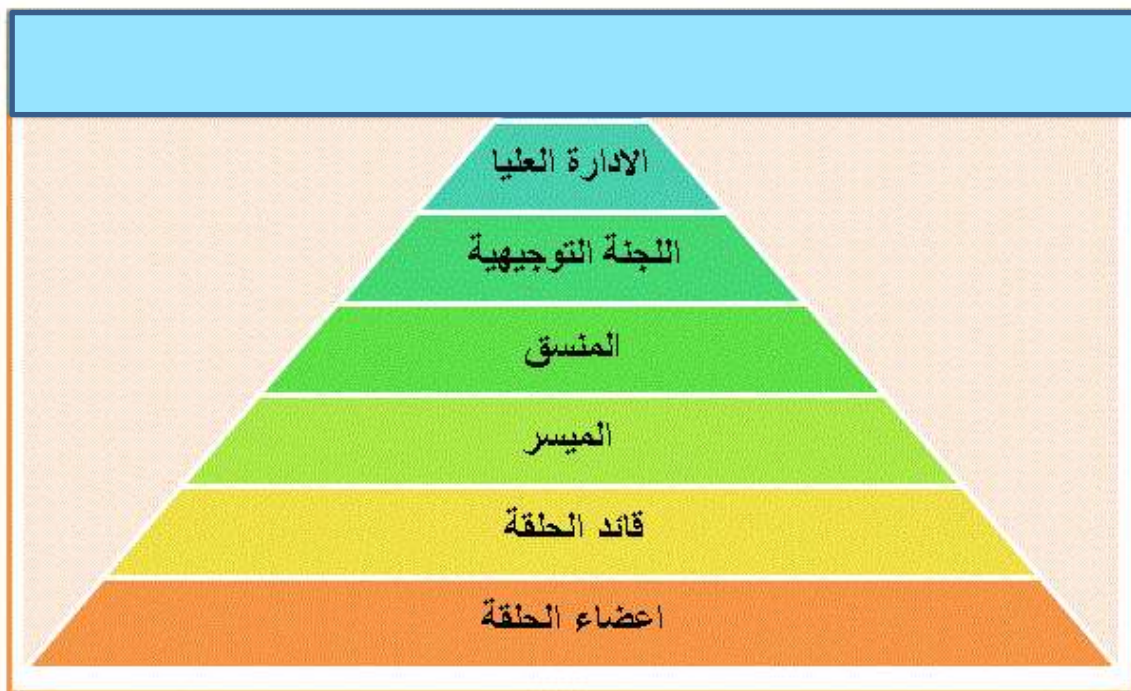 الادارة العليا
اللجنة التوجيهية
المنسق
الميسر
قائد الحلقة
اعضاء الحلقة